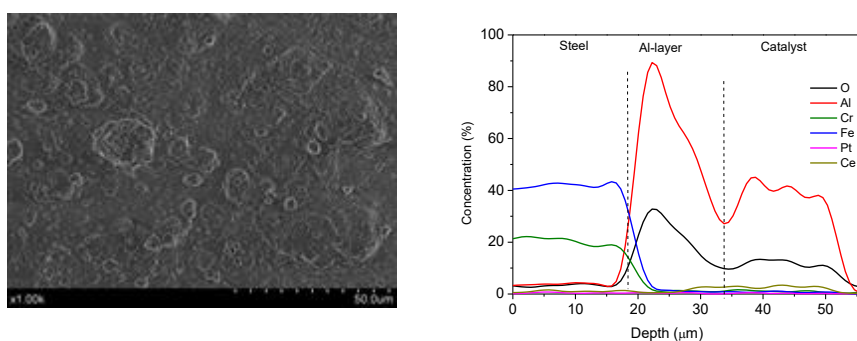 x1.00k
50.0um
Steel
Al-layer
Catalyst
100
80
60
40
20
0
Concentration (%)
O
Al
Cr
Fe
Pt
Ce
0
10
20
30
40
50
Depth (μm)